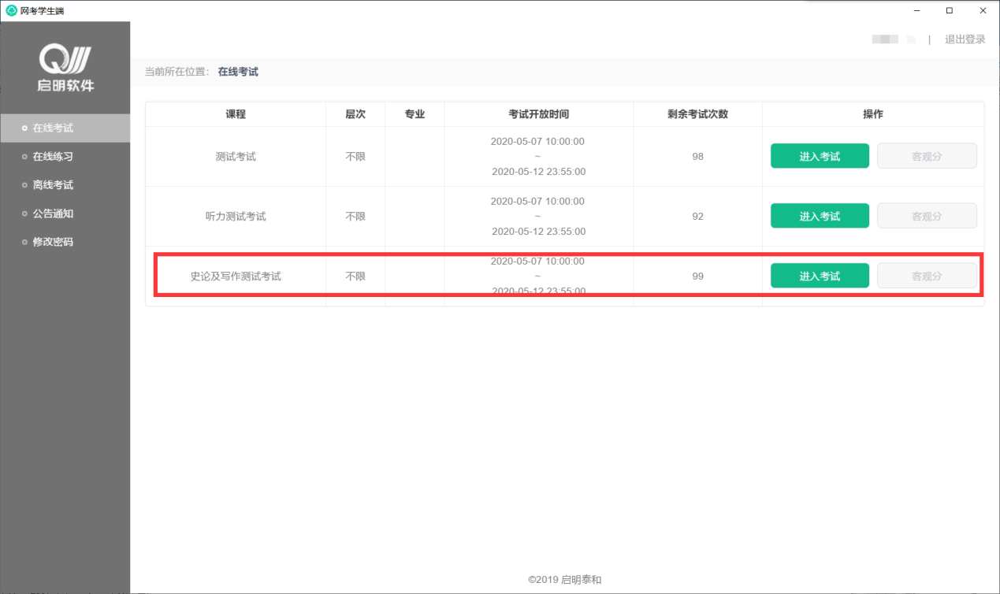 网考学生端
启明软件
| 退出登录
当前所在位置： 在线考试
在线考试
在线练习
离线考试
公告通知
修改密码
课程 层次 专业 考试开放时间 剩余考试次数 操作
测试考试 不限 2020-05-07 10:00:00 98 进入考试 客观分
~
2020-05-12 23:55:00
听力测试考试 不限 2020-05-07 10:00:00 92 进入考试 客观分
~
2020-05-12 23:55:00
史论及写作测试考试 不限 2020-05-07 10:00:00 99 进入考试 客观分
~
2020-05-12 23:55:00
©2019 启明泰和